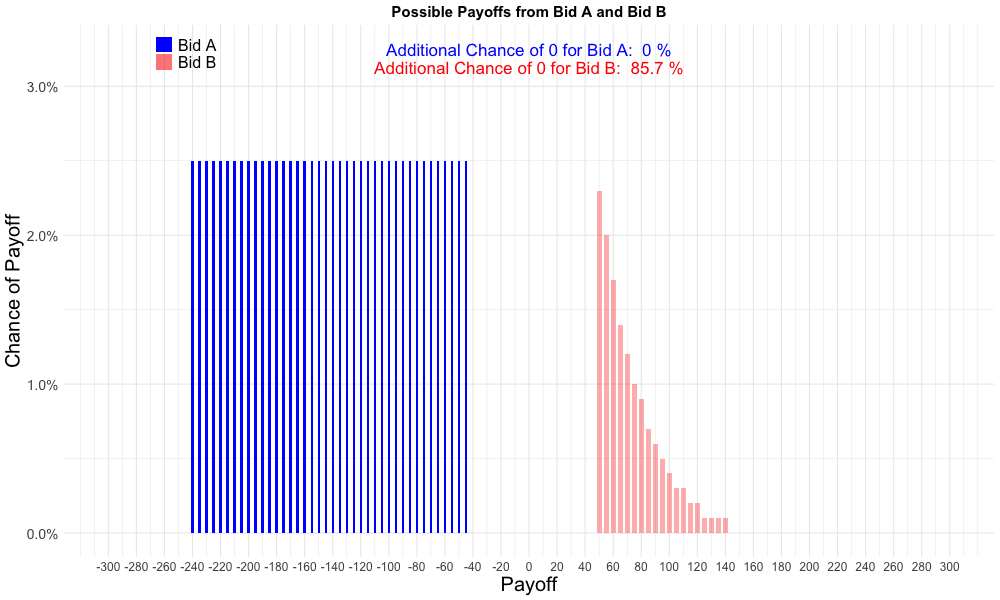 Possible Payoffs from Bid A and Bid B
Bid A
Bid B
Additional Chance of 0 for Bid A:  0 %
Additional Chance of 0 for Bid B:  85.7 %
Chance of Payoff
3.0%
2.0%
1.0%
0.0%
-300 -280 -260 -240 -220 -200 -180 -160 -140 -120 -100 -80 -60 -40 -20 0 20 40 60 80 100 120 140 160 180 200 220 240 260 280 300
Payoff